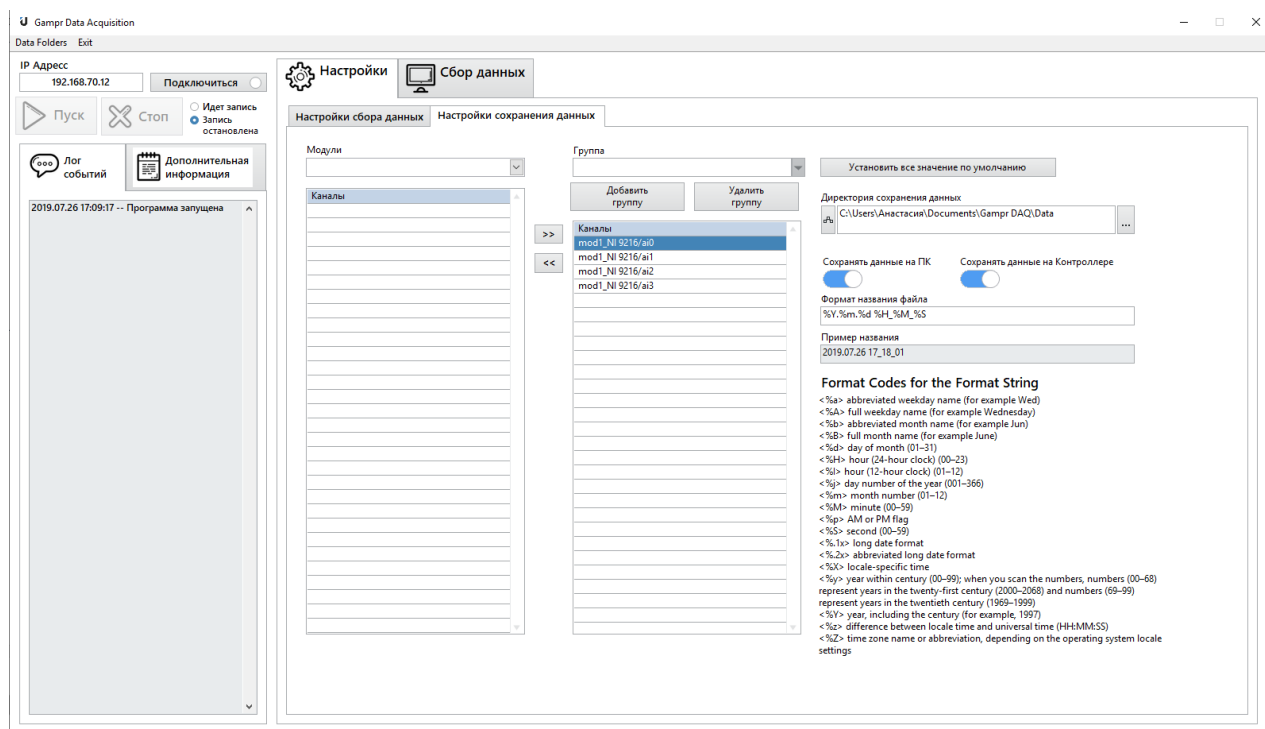 Gampr Data Acquisition
Data Folders Exit
IP Адресс
192.168.70.12
Подключиться
Пуск
Стоп
Идет запись
Запись
остановлена
Лог
событий
Дополнительная
информация
2019.07.26 17:09:17 -- Программа запущена
Настройки
Сбор данных
Настройки сбора данных
Настройки сохранения данных
Модули
Каналы
>>
<<
Группа
Добавить
группу
Удалить
группу
Каналы
mod1_NI 9216/ai0
mod1_NI 9216/ai1
mod1_NI 9216/ai2
mod1_NI 9216/ai3
Установить все значение по умолчанию
Директория сохранения данных
C:\Users\Анастасия\Documents\Gampr DAQ\Data
...
Сохранять данные на ПК
Сохранять данные на Контроллере
Формат названия файла
%Y.%m.%d %H_%M_%S
Пример названия
2019.07.26 17_18_01
Format Codes for the Format String
<%a> abbreviated weekday name (for example Wed)
<%A> full weekday name (for example Wednesday)
<%b> abbreviated month name (for example Jun)
<%B> full month name (for example June)
<%d> day of month (01–31)
<%H> hour (24-hour clock) (00–23)
<%I> hour (12-hour clock) (01–12)
<%j> day number of the year (001–366)
<%m> month number (01–12)
<%M> minute (00–59)
<%p> AM or PM flag
<%S> second (00–59)
<%.1x> long date format
<%.2x> abbreviated long date format
<%X> locale-specific time
<%y> year within century (00–99); when you scan the numbers, numbers (00–68)
represent years in the twenty-first century (2000–2068) and numbers (69–99)
represent years in the twentieth century (1969–1999)
<%Y> year, including the century (for example, 1997)
<%z> difference between locale time and universal time (HH:MM:SS)
<%Z> time zone name or abbreviation, depending on the operating system locale
settings